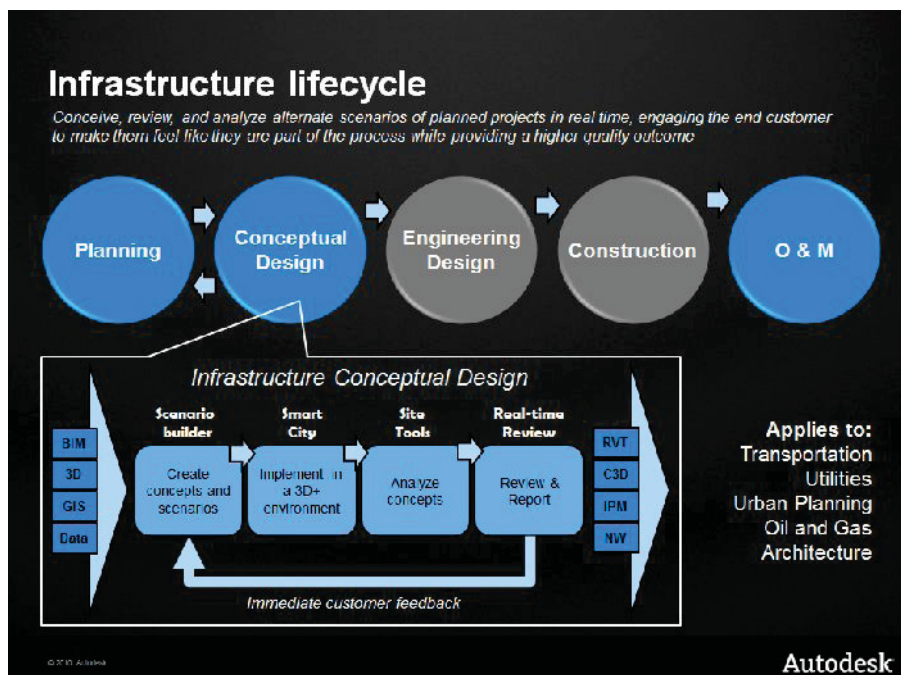 Infrastructure lifecycle
Conceive, review, and analyze alternate scenarios of planned projects in real time, engaging the end customer
to make them feel like they are part of the process while providing a higher quality outcome
Planning
Conceptual
Design
Engineering
Design
Construction
O & M
Infrastructure Conceptual Design
Scenario
builder
Smart
City
Site
Tools
Real-time
Review
BIM
3D
GIS
Data
Create
concepts and
scenarios
Implement in
a 3D+
environment
Analyze
concepts
Review &
Report
RVT
C3D
IPM
NW
Immediate customer feedback
Applies to:
Transportation
Utilities
Urban Planning
Oil and Gas
Architecture
© 2010 Autodesk
Autodesk